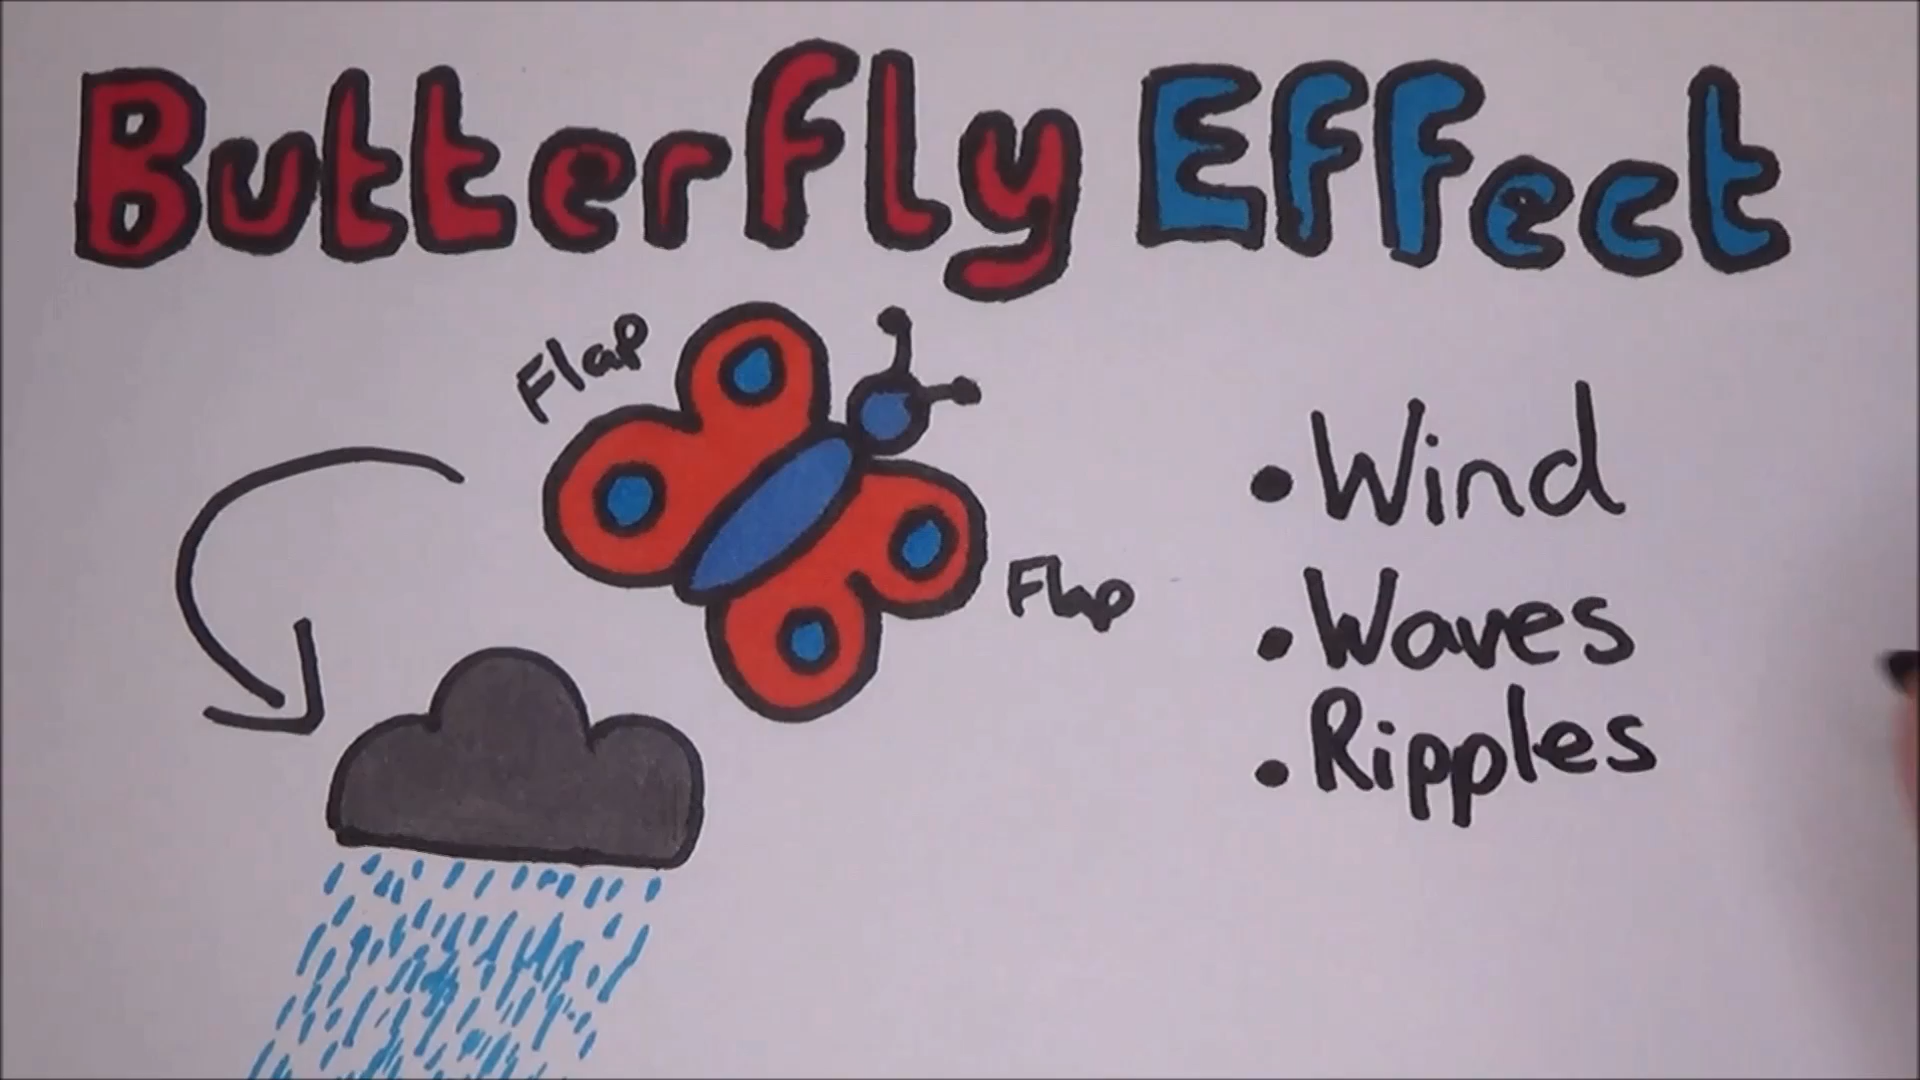 Butterfly Effect
Flap
Flap
• Wind
• Waves
• Ripples